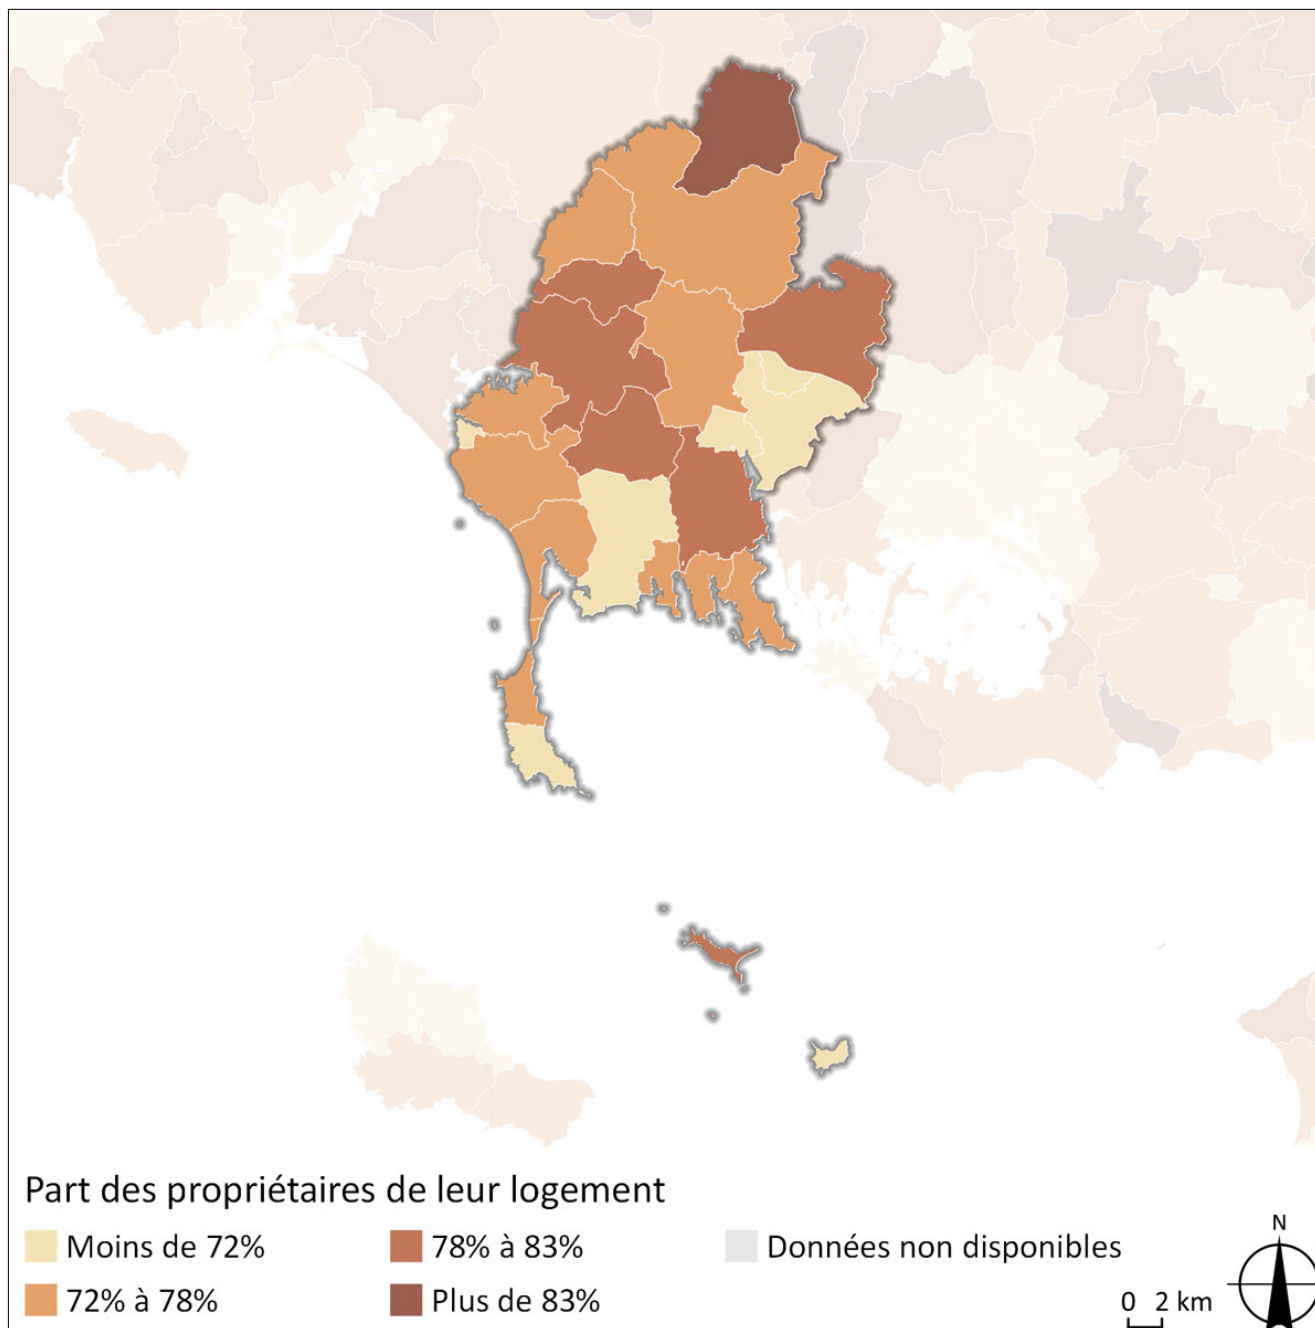 Part des propriétaires de leur logement
Moins de 72%
72% à 78%
78% à 83%
Plus de 83%
Données non disponibles
0 2 km
N